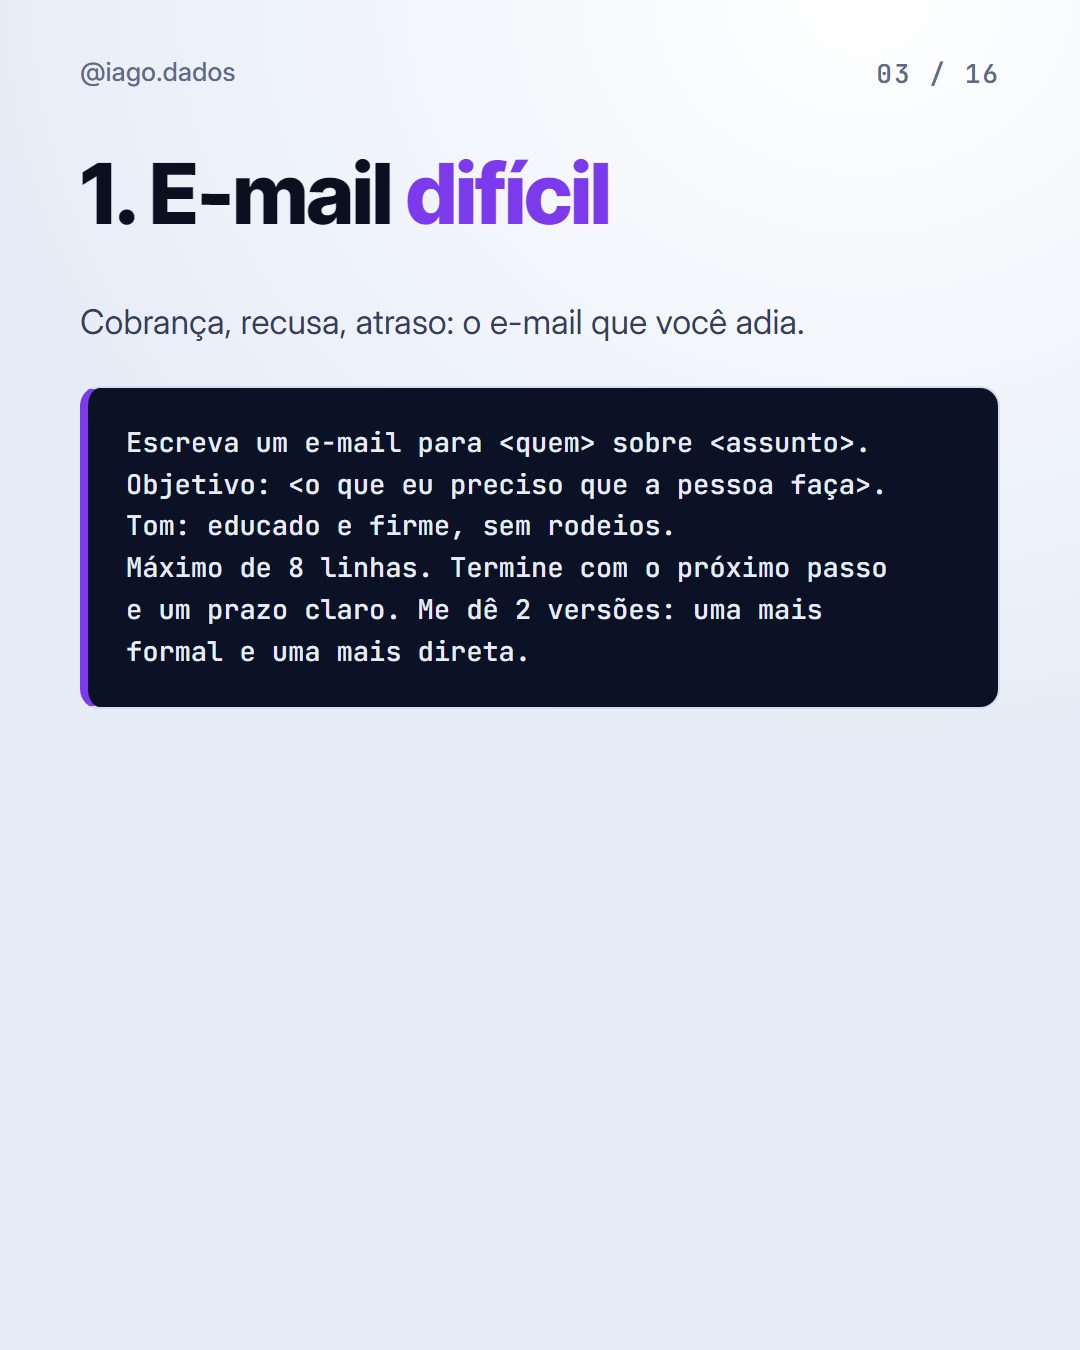 @iago.dados
03 / 16
1. E-mail difícil
Cobrança, recusa, atraso: o e-mail que você adia.
Escreva um e-mail para <quem> sobre <assunto>.
Objetivo: <o que eu preciso que a pessoa faça>.
Tom: educado e firme, sem rodeios.
Máximo de 8 linhas. Termine com o próximo passo
e um prazo claro. Me dê 2 versões: uma mais
formal e uma mais direta.